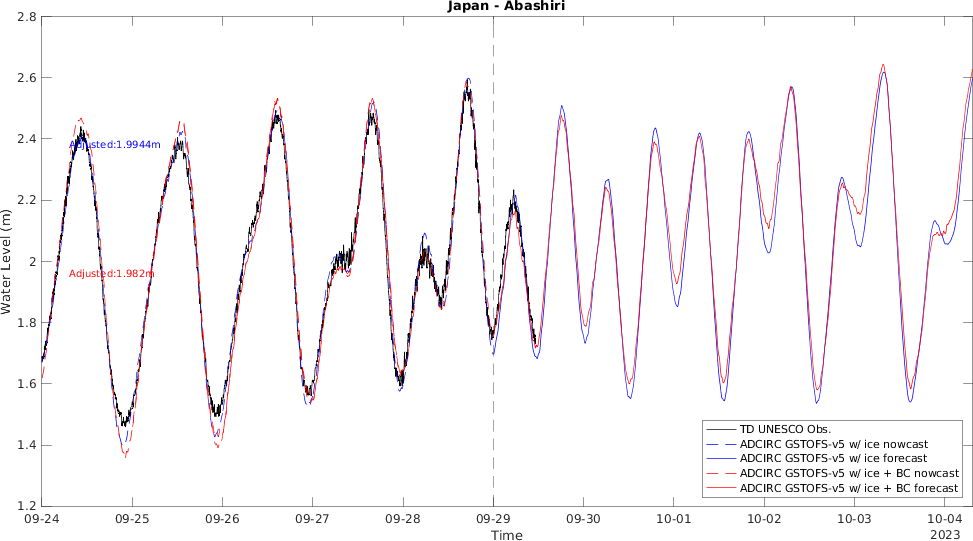 Japan - Abashiri
Water Level (m)
2.8
2.6
2.4
2.2
2
1.8
1.6
1.4
1.2
Adjusted:1.9944m
Adjusted:1.982m
TD UNESCO Obs.
ADCIRC GSTOFS-v5 w/ ice nowcast
ADCIRC GSTOFS-v5 w/ ice forecast
ADCIRC GSTOFS-v5 w/ ice + BC nowcast
ADCIRC GSTOFS-v5 w/ ice + BC forecast
09-24 09-25 09-26 09-27 09-28 09-29 09-30 10-01 10-02 10-03 10-04
Time
2023